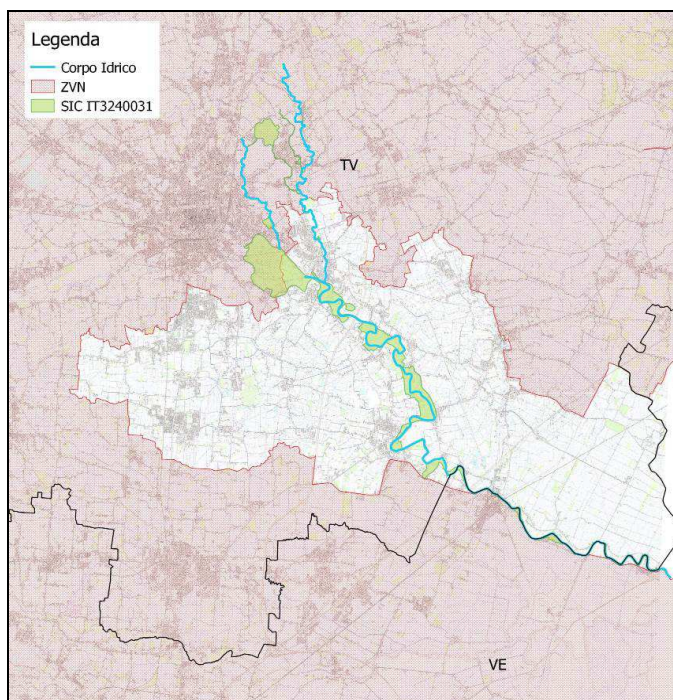 Legenda
Corpo Idrico
ZVN
SIC IT3240031
TV
VE